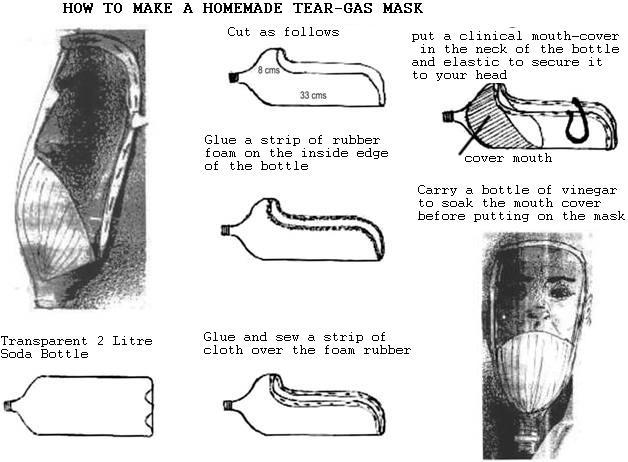 HOW TO MAKE A HOMEMADE TEAR-GAS MASK
Cut as follows
8 cms
33 cms
put a clinical mouth-cover
in the neck of the bottle
and elastic to secure it
to your head
cover mouth
Glue a strip of rubber
foam on the inside edge
of the bottle
Carry a bottle of vinegar
to soak the mouth cover
before putting on the mask
Transparent 2 Litre
Soda Bottle
Glue and sew a strip of
cloth over the foam rubber